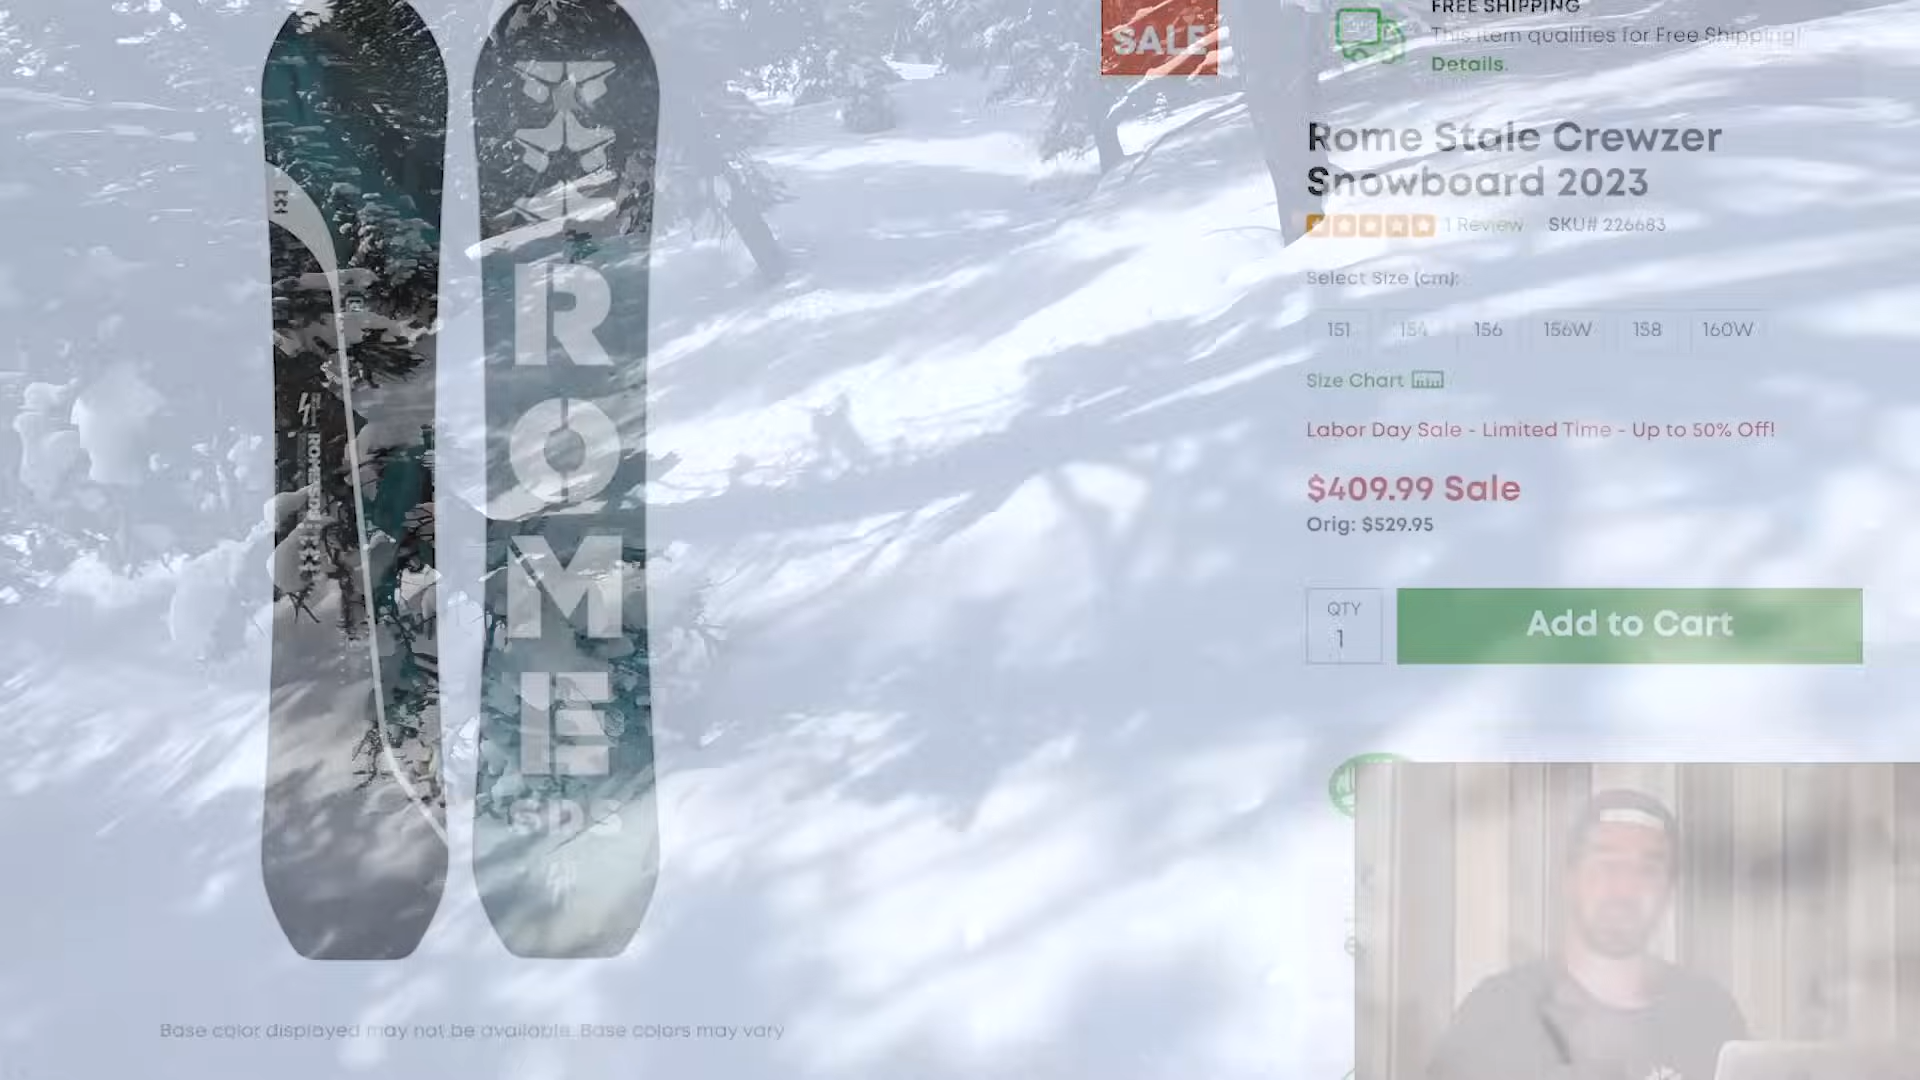 FREE SHIPPING
This item qualifies for Free Shipping!
Details.
SALE
Rome Stale Crewzer
Snowboard 2023
1 Review SKU# 226683
Select Size (cm):
151 154 156 156W 158 160W
Size Chart
Labor Day Sale - Limited Time - Up to 50% Off!
$409.99 Sale
Orig: $529.95
QTY
1
Add to Cart
ROME
SDS
ROME SDS
Base color displayed may not be available. Base colors may vary